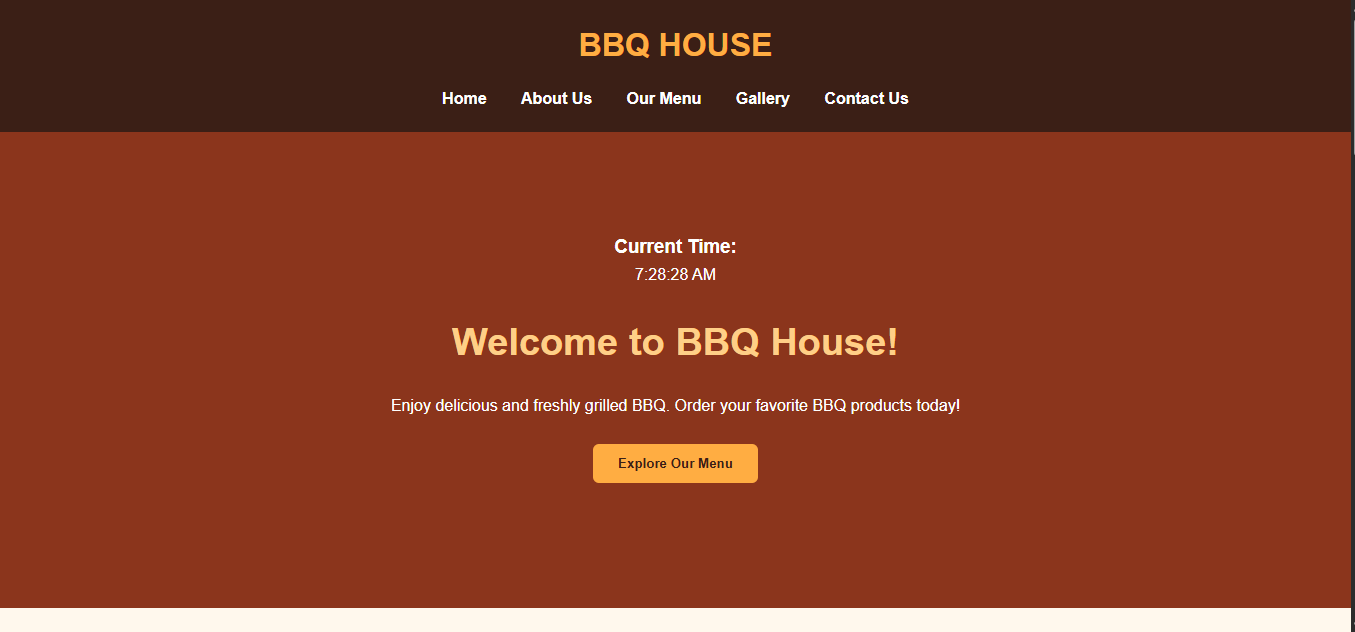 BBQ HOUSE
Home About Us Our Menu Gallery Contact Us
Current Time:
7:28:28 AM
Welcome to BBQ House!
Enjoy delicious and freshly grilled BBQ. Order your favorite BBQ products today!
Explore Our Menu